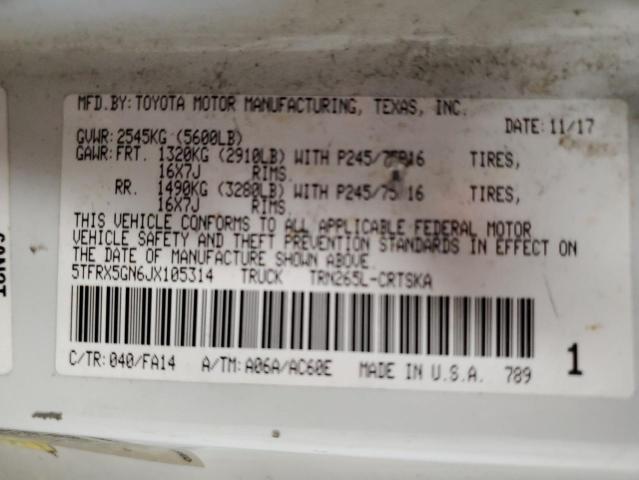 MFD.BY: TOYOTA MOTOR MANUFACTURING, TEXAS, INC.
DATE: 11/17
GVWR: 2545KG (5600LB)
GAWR: FRT. 1320KG (2910LB) WITH P245/75R16 TIRES,
16X7J RIMS.
RR. 1490KG (3280LB) WITH P245/75 16 TIRES,
16X7J RIMS
THIS VEHICLE CONFORMS TO ALL APPLICABLE FEDERAL MOTOR
VEHICLE SAFETY AND THEFT PREVENTION STANDARDS IN EFFECT ON
THE DATE OF MANUFACTURE SHOWN ABOVE.
5TFRX5GN6JX105314 TRUCK TRN265L-CRTSKA
C/TR: 040/FA14 A/TM: A06A/AC60E MADE IN U.S.A. 789 1